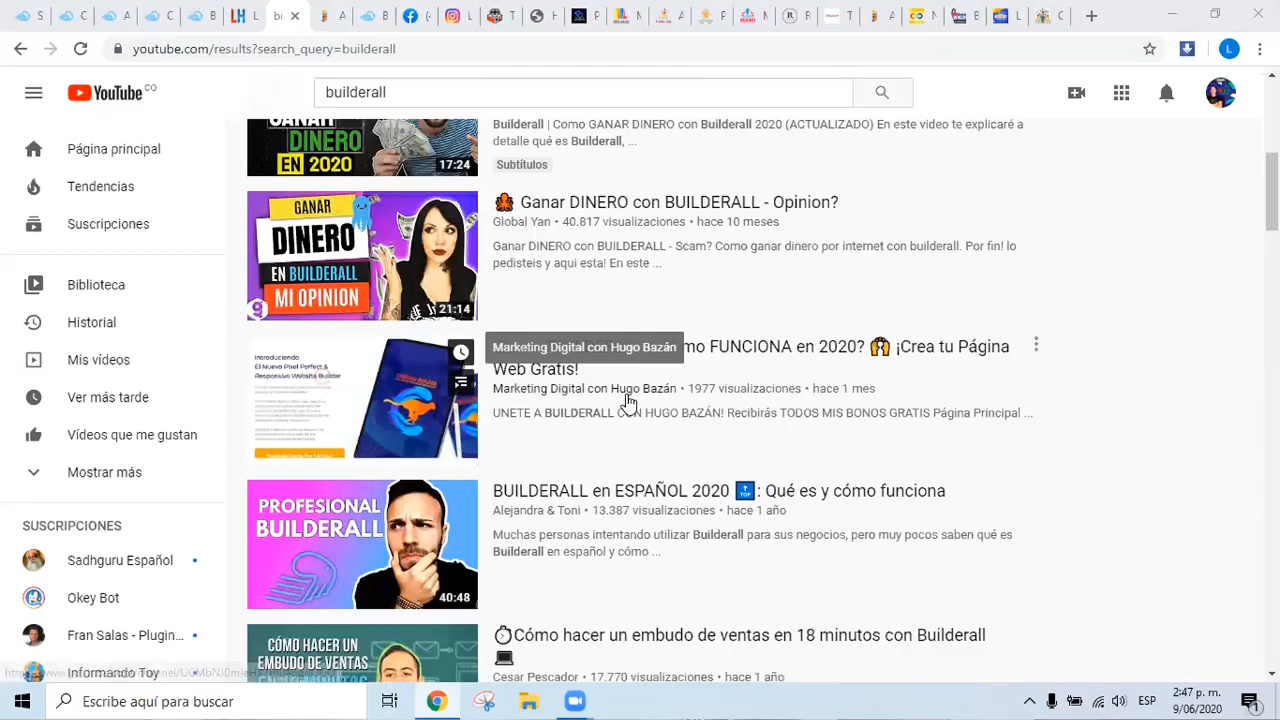 youtube.com/results?search_query=builderall
L
YouTube CO
builderall
Página principal
Tendencias
Suscripciones
Biblioteca
Historial
Mis vídeos
Ver más tarde
Vídeos que me gustan
Mostrar más
SUSCRIPCIONES
Sadhguru Español
Okey Bot
Fran Salas - Plugin...
Informando Toy
GANAR
DINERO
EN 2020
17:24
Builderall | Como GANAR DINERO con Builderall 2020 (ACTUALIZADO) En este video te explicaré a
detalle qué es Builderall, ...
Subtítulos
GANAR
DINERO
EN BUILDERALL
MI OPINION
21:14
Ganar DINERO con BUILDERALL - Opinion?
Global Yan • 40.817 visualizaciones • hace 10 meses
Ganar DINERO con BUILDERALL - Scam? Como ganar dinero por internet con builderall. Por fin! lo
pedisteis y aqui esta! En este ...
Introduciendo
El Nuevo Pixel Perfect &
Responsive Website Builder
Marketing Digital con Hugo Bazán
mo FUNCIONA en 2020? ¡Crea tu Página
Web Gratis!
Marketing Digital con Hugo Bazán • visualizaciones • hace 1 mes
BUILDERALL CON HUGO BAZAN Recibirás TODOS MIS BONOS GRATIS Página Principal ...
PROFESIONAL
BUILDERALL
40:48
BUILDERALL en ESPAÑOL 2020 TOP : Qué es y cómo funciona
Alejandra & Toni • 13.387 visualizaciones • hace 1 año
Muchas personas intentando utilizar Builderall para sus negocios, pero muy pocos saben qué es
Builderall en español y cómo ...
CÓMO HACER UN
EMBUDO DE VENTAS
Cómo hacer un embudo de ventas en 18 minutos con Builderall
Cesar Pescador • 17.770 visualizaciones • hace 1 año
Escribe aquí para buscar
ESP
2:47 p. m.
9/06/2020